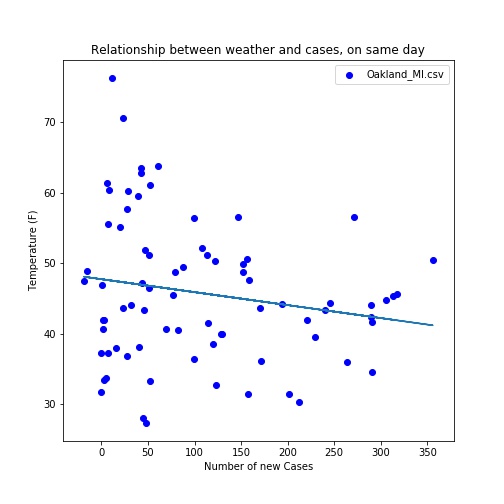 Relationship between weather and cases, on same day
Oakland_MI.csv
Temperature (F)
70
60
50
40
30
0 50 100 150 200 250 300 350
Number of new Cases